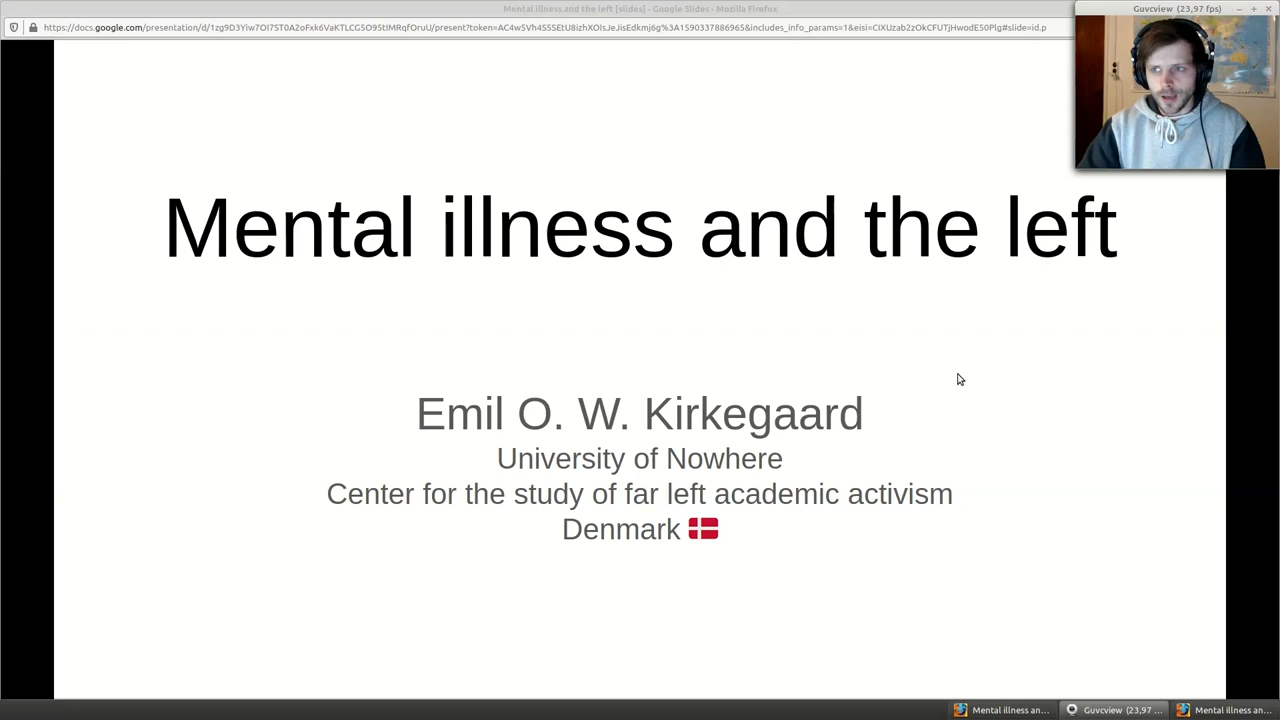 Mental illness and the left [slides] - Google Slides - Mozilla Firefox
Guvcview (23,97 fps)
Mental illness and the left
Emil O. W. Kirkegaard
University of Nowhere
Center for the study of far left academic activism
Denmark
Mental illness an...
Guvcview (23,97 ...
Mental illness an...